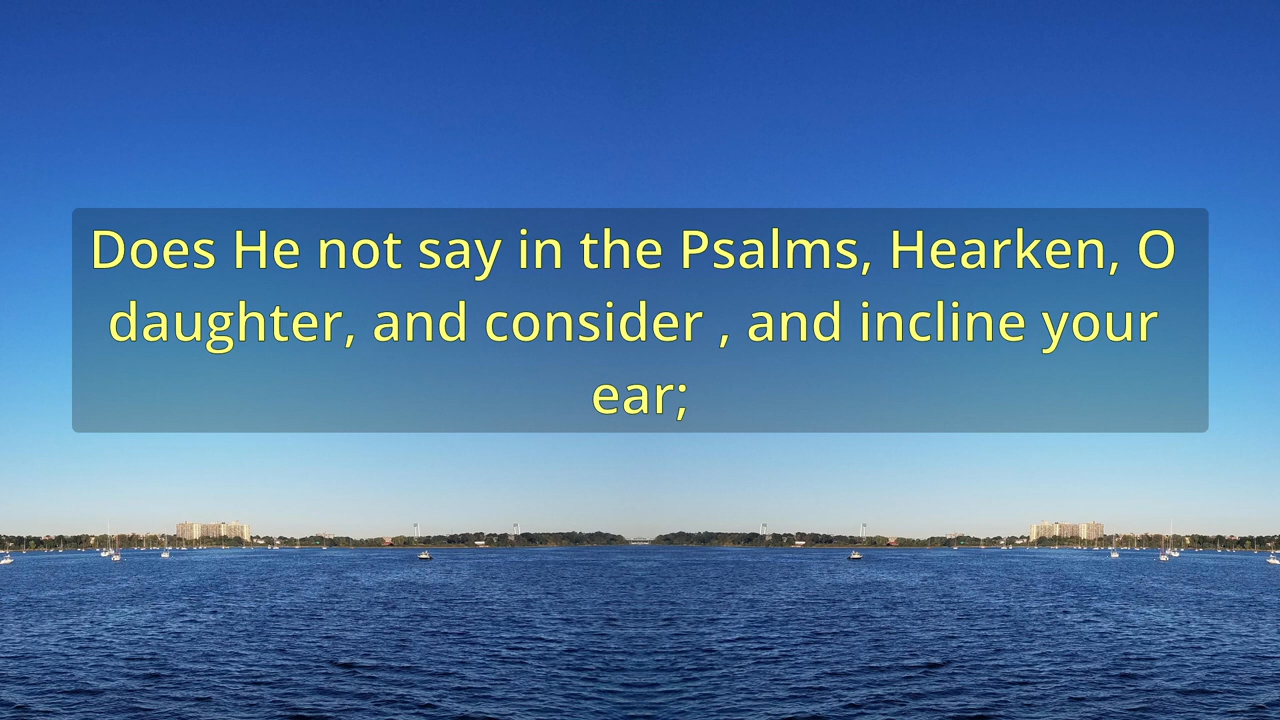 Does He not say in the Psalms, Hearken, O
daughter, and consider , and incline your
ear;